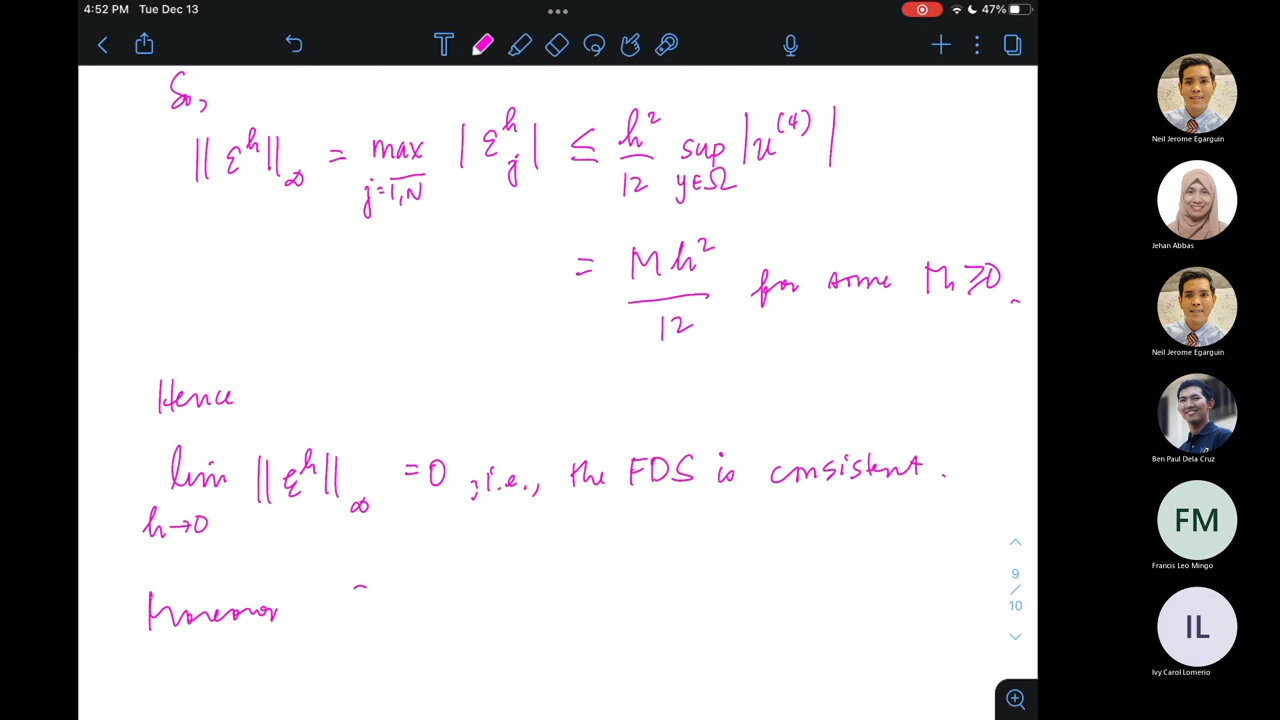 4:52 PM Tue Dec 13
47%
So,
‖ε^h‖_∞ = max_{j=\overline{1,N}} |ε_j^h| ≤ h²/12 sup_{y∈Ω} |u^{(4)}|
= Mh²/12 for some M ≥ 0.
Hence
lim_{h→0} ‖ε^h‖_∞ = 0, i.e., the FDS is consistent.
Moreover
9
/
10
Neil Jerome Egarguin
Jehan Abbas
Neil Jerome Egarguin
Ben Paul Dela Cruz
FM
Francis Leo Mingo
IL
Ivy Carol Lomerio